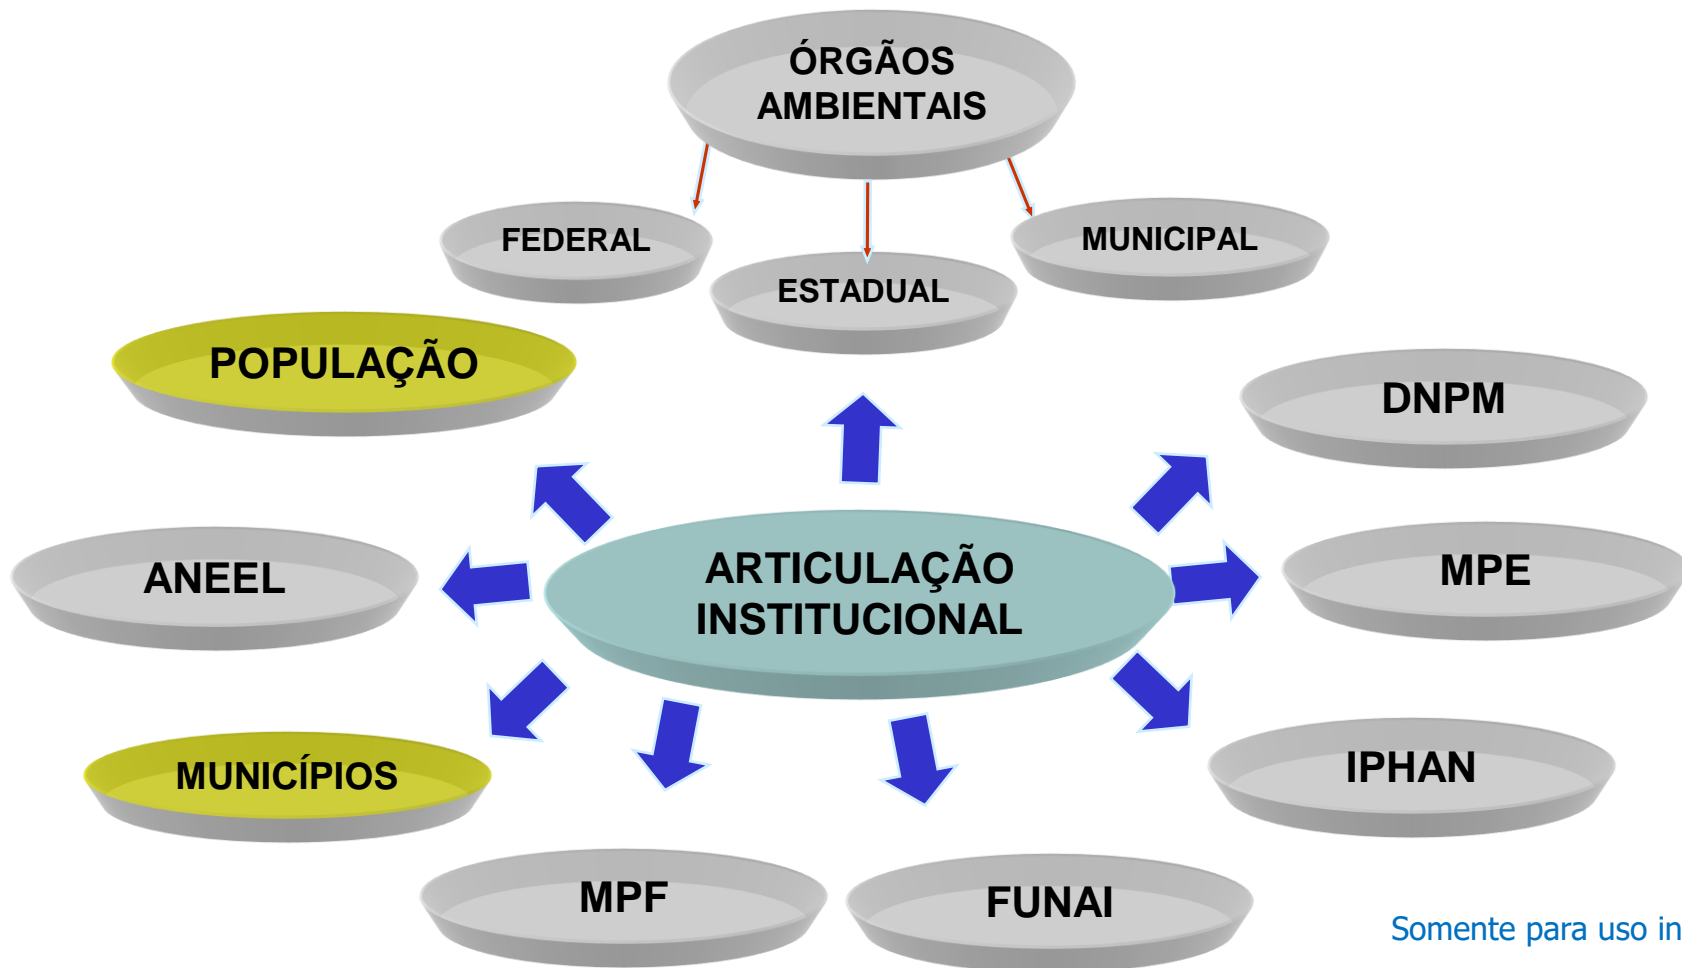 ÓRGÃOS
AMBIENTAIS
FEDERAL
ESTADUAL
MUNICIPAL
POPULAÇÃO
DNPM
ANEEL
ARTICULAÇÃO
INSTITUCIONAL
MPE
MUNICÍPIOS
IPHAN
MPF
FUNAI
Somente para uso in